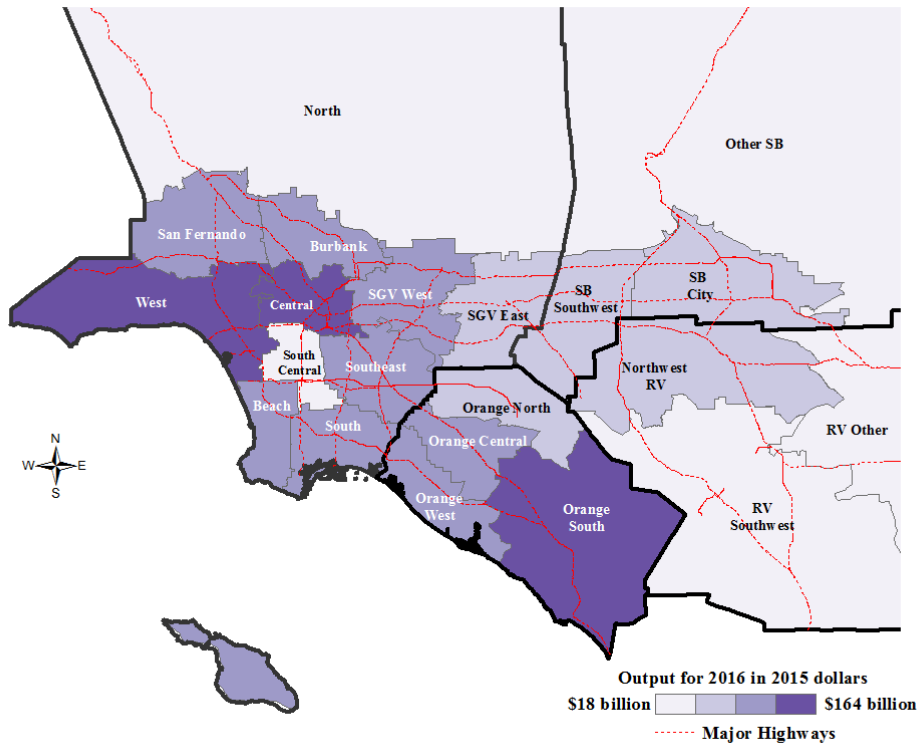 North
Other SB
San Fernando
Burbank
West
Central
SGV West
SGV East
SB
Southwest
SB
City
South
Central
Southeast
Northwest
RV
Beach
South
Orange North
Orange Central
RV Other
N
W E
S
Orange
West
Orange
South
RV
Southwest
Output for 2016 in 2015 dollars
$18 billion $164 billion
Major Highways